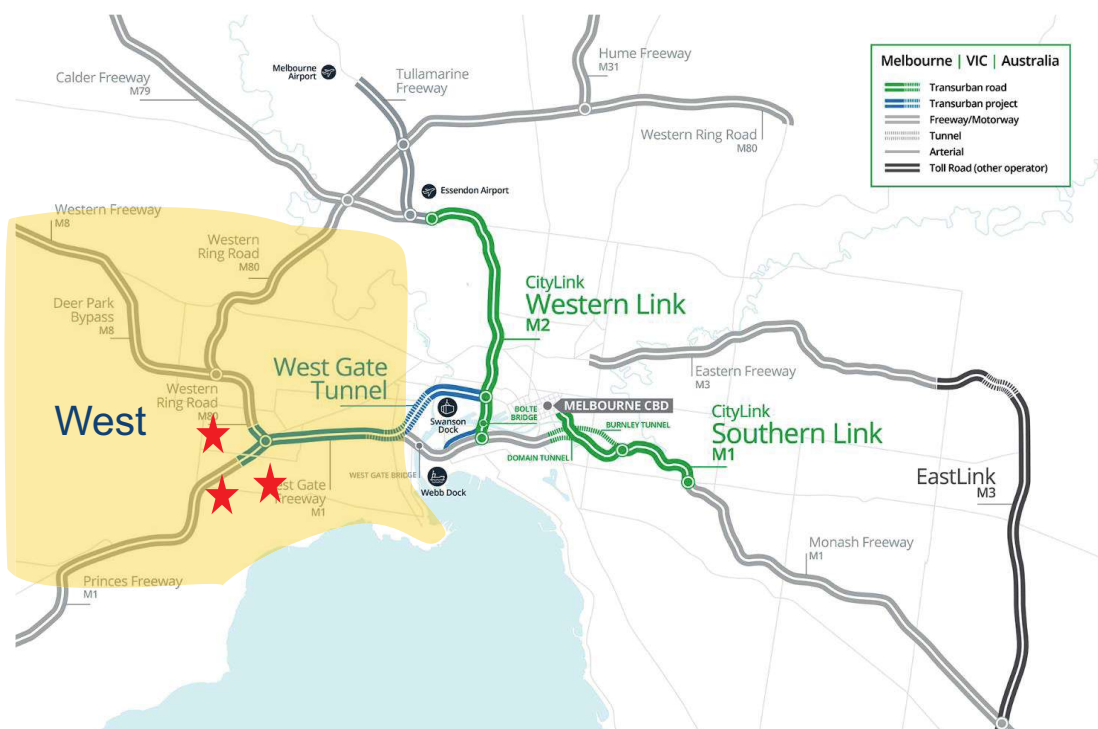 Hume Freeway
M31
Melbourne
Airport
Tullamarine
Freeway
Calder Freeway
M79
Melbourne | VIC | Australia
Transurban road
Transurban project
Freeway/Motorway
Tunnel
Arterial
Toll Road (other operator)
Western Ring Road
M80
Essendon Airport
Western Freeway
M8
Western
Ring Road
M80
CityLink
Western Link
M2
Deer Park
Bypass
M8
West Gate
Tunnel
Eastern Freeway
M3
Western
Ring Road
M80
West
Swanson
Dock
BOLTE
BRIDGE
MELBOURNE CBD
BURNLEY TUNNEL
CityLink
Southern Link
M1
DOMAIN TUNNEL
WEST GATE BRIDGE
Webb Dock
EastLink
M3
Gate
Freeway
M1
Monash Freeway
M1
Princes Freeway
M1